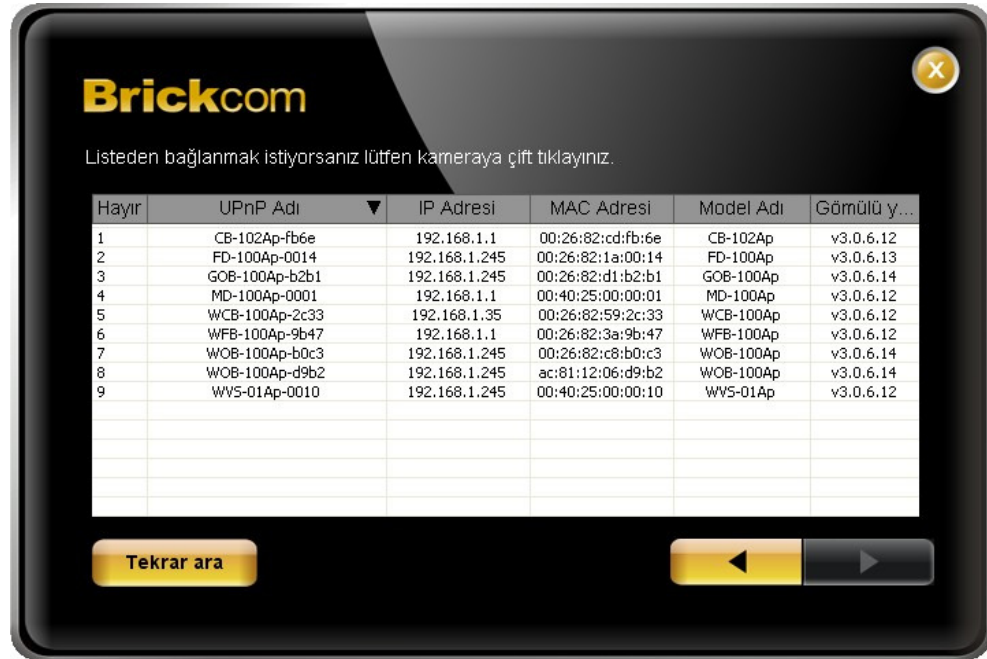 X
Brickcom
Listeden bağlanmak istiyorsanız lütfen kameraya çift tıklayınız.
Hayır UPnP Adı ▼ IP Adresi MAC Adresi Model Adı Gömülü y...
1 CB-102Ap-fb6e 192.168.1.1 00:26:82:cd:fb:6e CB-102Ap v3.0.6.12
2 FD-100Ap-0014 192.168.1.245 00:26:82:1a:00:14 FD-100Ap v3.0.6.13
3 GOB-100Ap-b2b1 192.168.1.245 00:26:82:d1:b2:b1 GOB-100Ap v3.0.6.14
4 MD-100Ap-0001 192.168.1.1 00:40:25:00:00:01 MD-100Ap v3.0.6.12
5 WCB-100Ap-2c33 192.168.1.35 00:26:82:59:2c:33 WCB-100Ap v3.0.6.12
6 WFB-100Ap-9b47 192.168.1.1 00:26:82:3a:9b:47 WFB-100Ap v3.0.6.12
7 WOB-100Ap-b0c3 192.168.1.245 00:26:82:c8:b0:c3 WOB-100Ap v3.0.6.14
8 WOB-100Ap-d9b2 192.168.1.245 ac:81:12:06:d9:b2 WOB-100Ap v3.0.6.14
9 WVS-01Ap-0010 192.168.1.245 00:40:25:00:00:10 WVS-01Ap v3.0.6.12
Tekrar ara